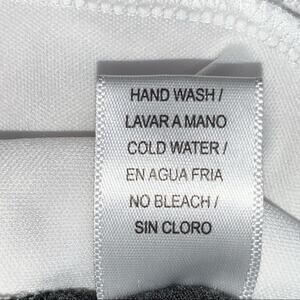 HAND WASH /
LAVAR A MANO
COLD WATER /
EN AGUA FRIA
NO BLEACH /
SIN CLORO